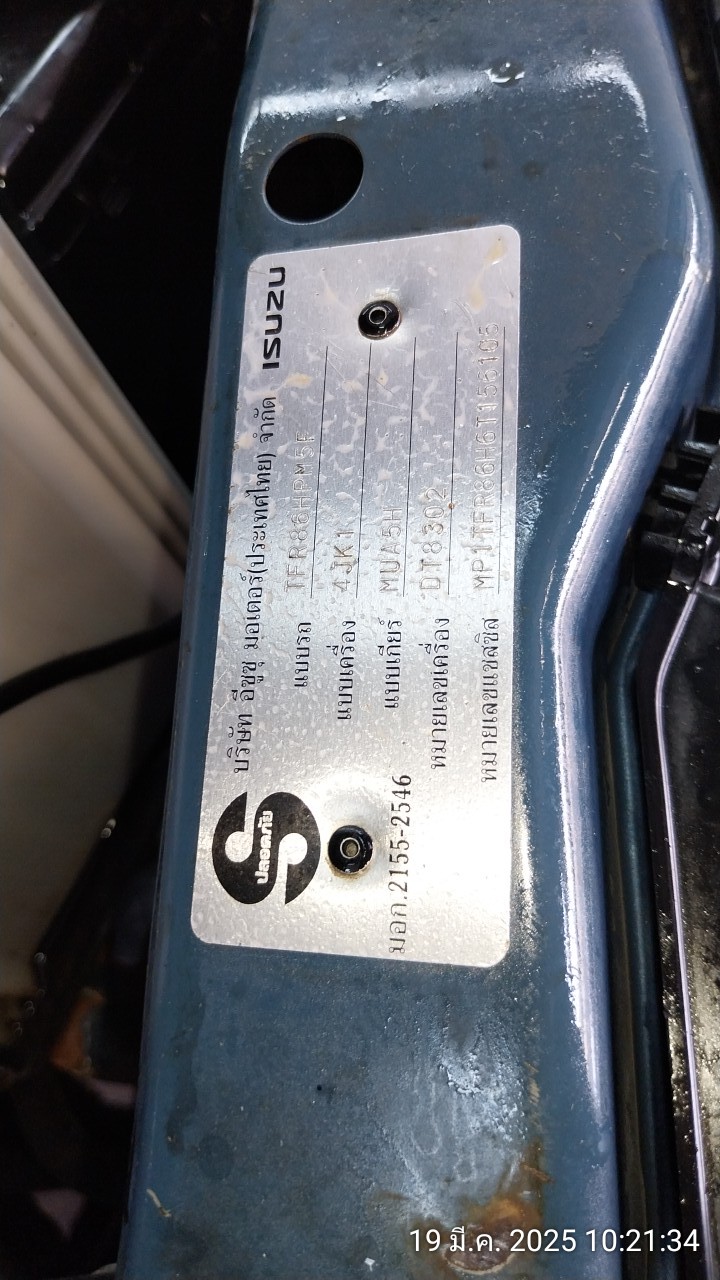 บริษัท อีซูซุ มอเตอร์(ประเทศไทย) จำกัด ISUZU
แบบรถ TFR86HPM5F
แบบเครื่อง 4JK1
แบบเกียร์ MUA5H
หมายเลขเครื่อง DT8302
หมายเลขแชสซิส
ปลอดภัย
มอก.2155-2546
19 มี.ค. 2025 10:21:34